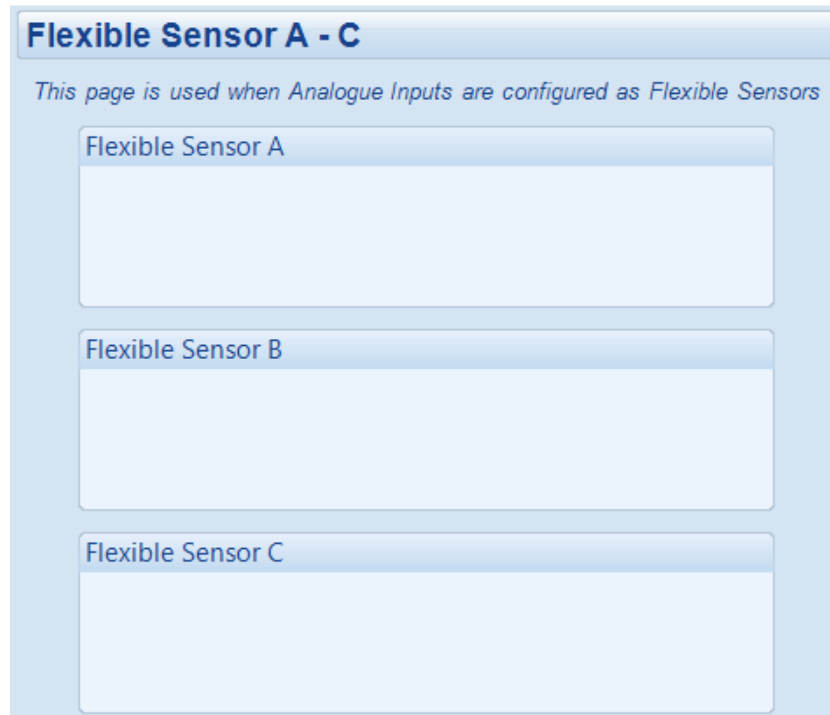 Flexible Sensor A - C
This page is used when Analogue Inputs are configured as Flexible Sensors
Flexible Sensor A
Flexible Sensor B
Flexible Sensor C